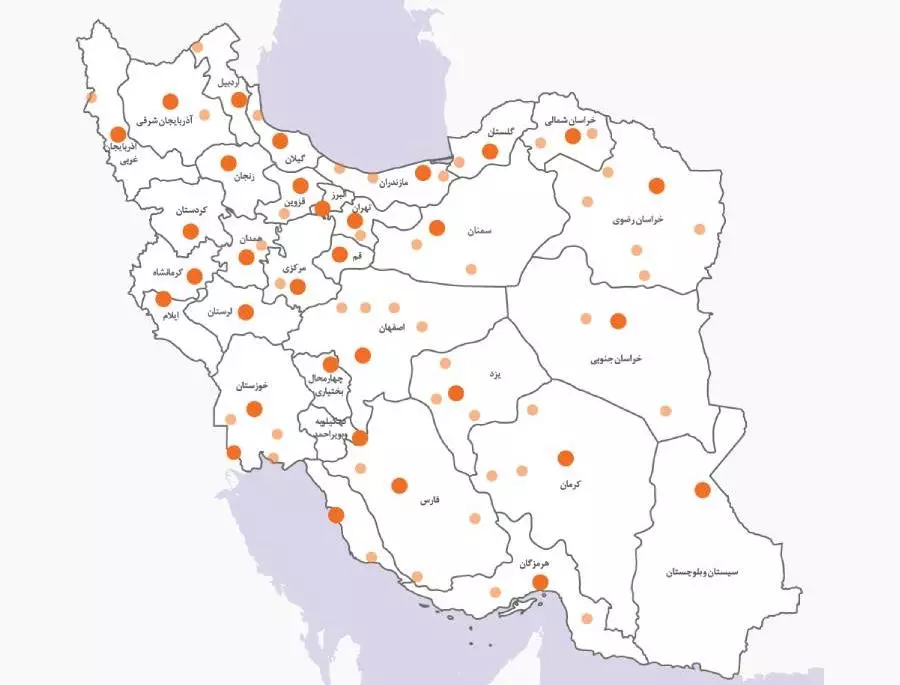 اردبیل
آذربایجان شرقی
آذربایجان
غربی
گیلان
زنجان
گلستان
خراسان شمالی
مازندران
البرز
قزوین
تهران
خراسان رضوی
کردستان
سمنان
همدان
قم
مرکزی
کرمانشاه
ایلام
لرستان
اصفهان
خراسان جنوبی
یزد
چهارمحال
بختیاری
خوزستان
کهگیلویه
وبویراحمد
کرمان
فارس
هرمزگان
سیستان وبلوچستان